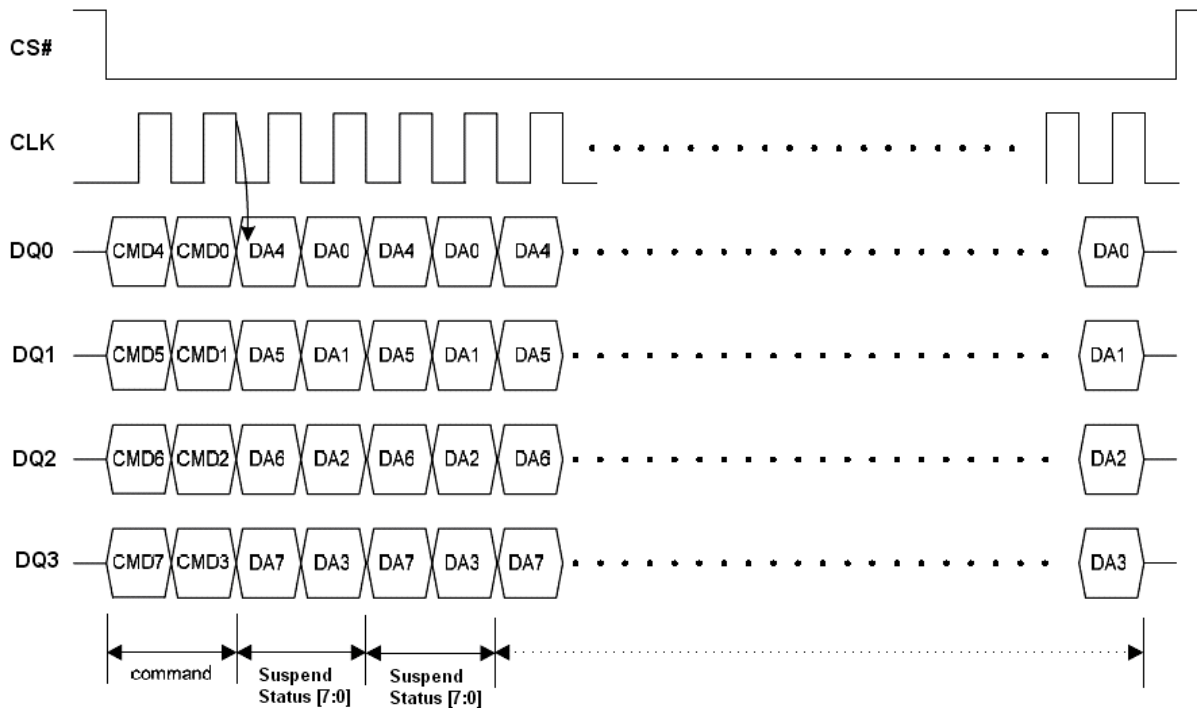 CS#
CLK
DQ0 CMD4 CMD0 DA4 DA0 DA4 DA0 DA4 DA0
DQ1 CMD5 CMD1 DA5 DA1 DA5 DA1 DA5 DA1
DQ2 CMD6 CMD2 DA6 DA2 DA6 DA2 DA6 DA2
DQ3 CMD7 CMD3 DA7 DA3 DA7 DA3 DA7 DA3
command
Suspend
Status [7:0]
Suspend
Status [7:0]